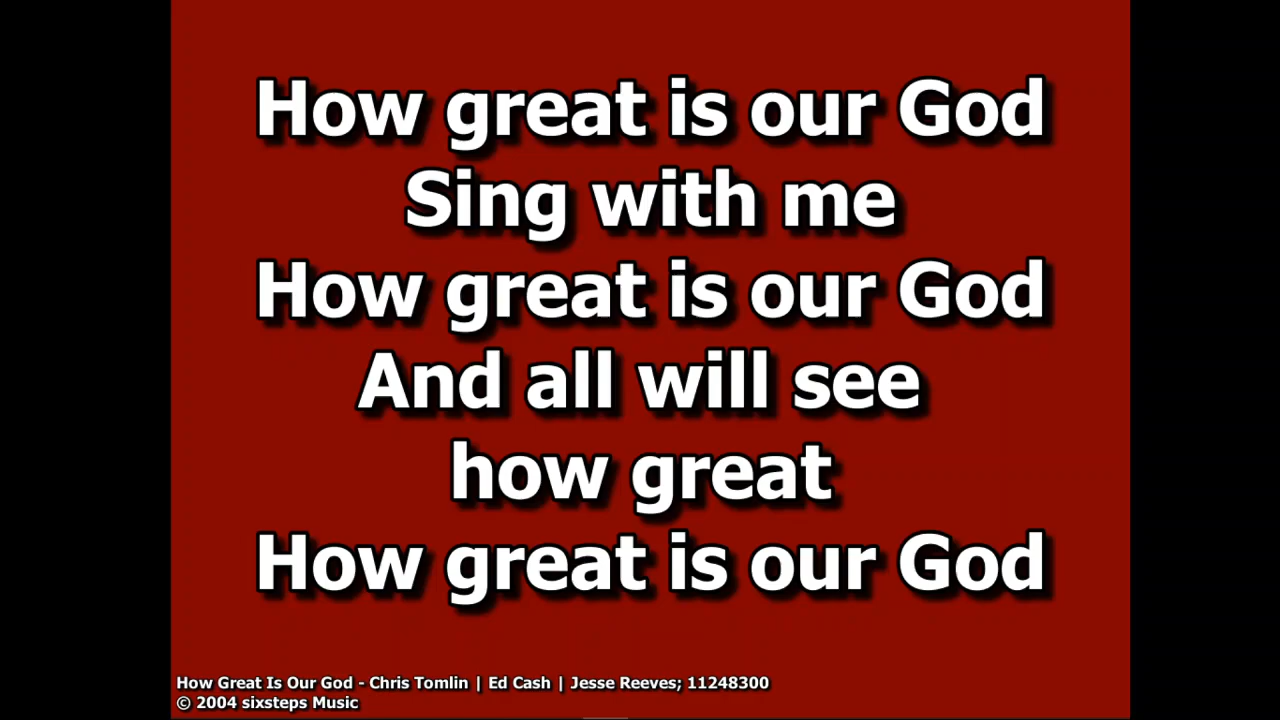 How great is our God
Sing with me
How great is our God
And all will see
how great
How great is our God
How Great Is Our God - Chris Tomlin | Ed Cash | Jesse Reeves; 11248300
© 2004 sixsteps Music